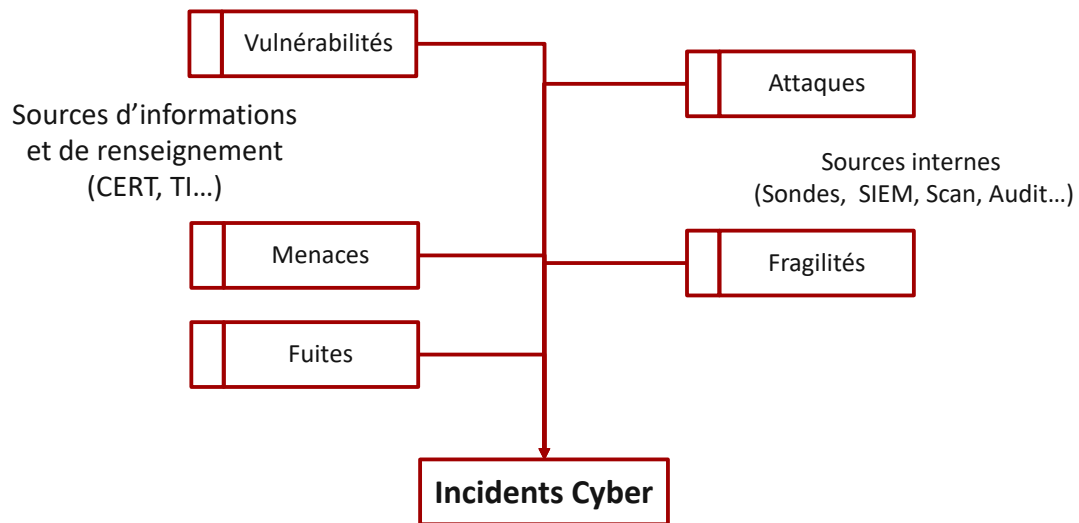 Vulnérabilités
Attaques
Sources d’informations
et de renseignement
(CERT, TI…)
Sources internes
(Sondes,  SIEM, Scan, Audit…)
Menaces
Fragilités
Fuites
Incidents Cyber